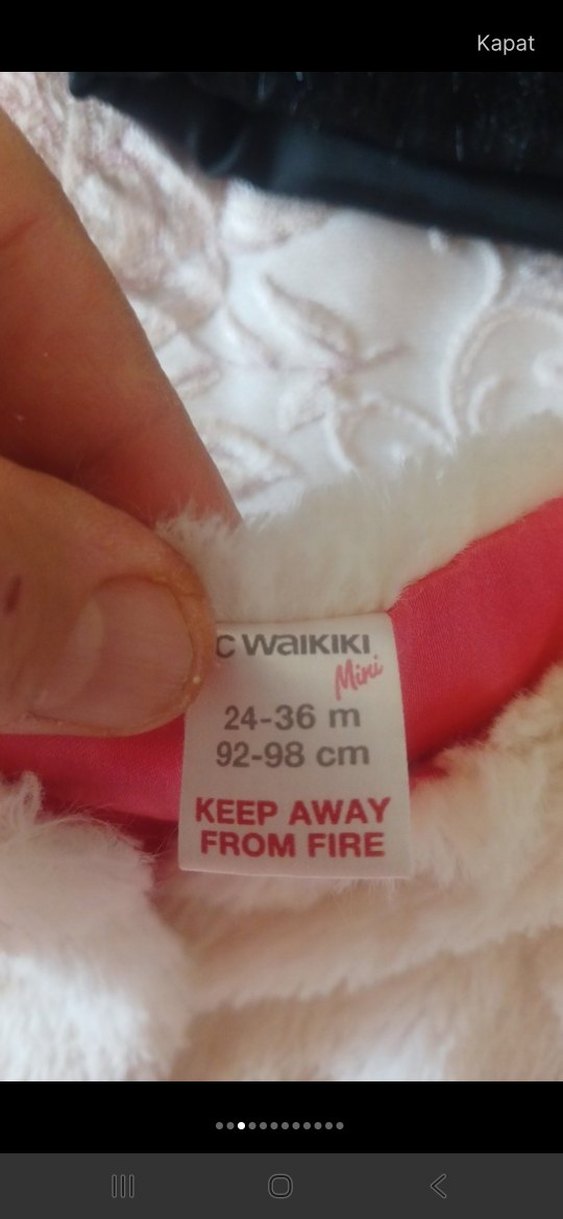 Kapat
C WAIKIKI
Mini
24-36 m
92-98 cm
KEEP AWAY
FROM FIRE